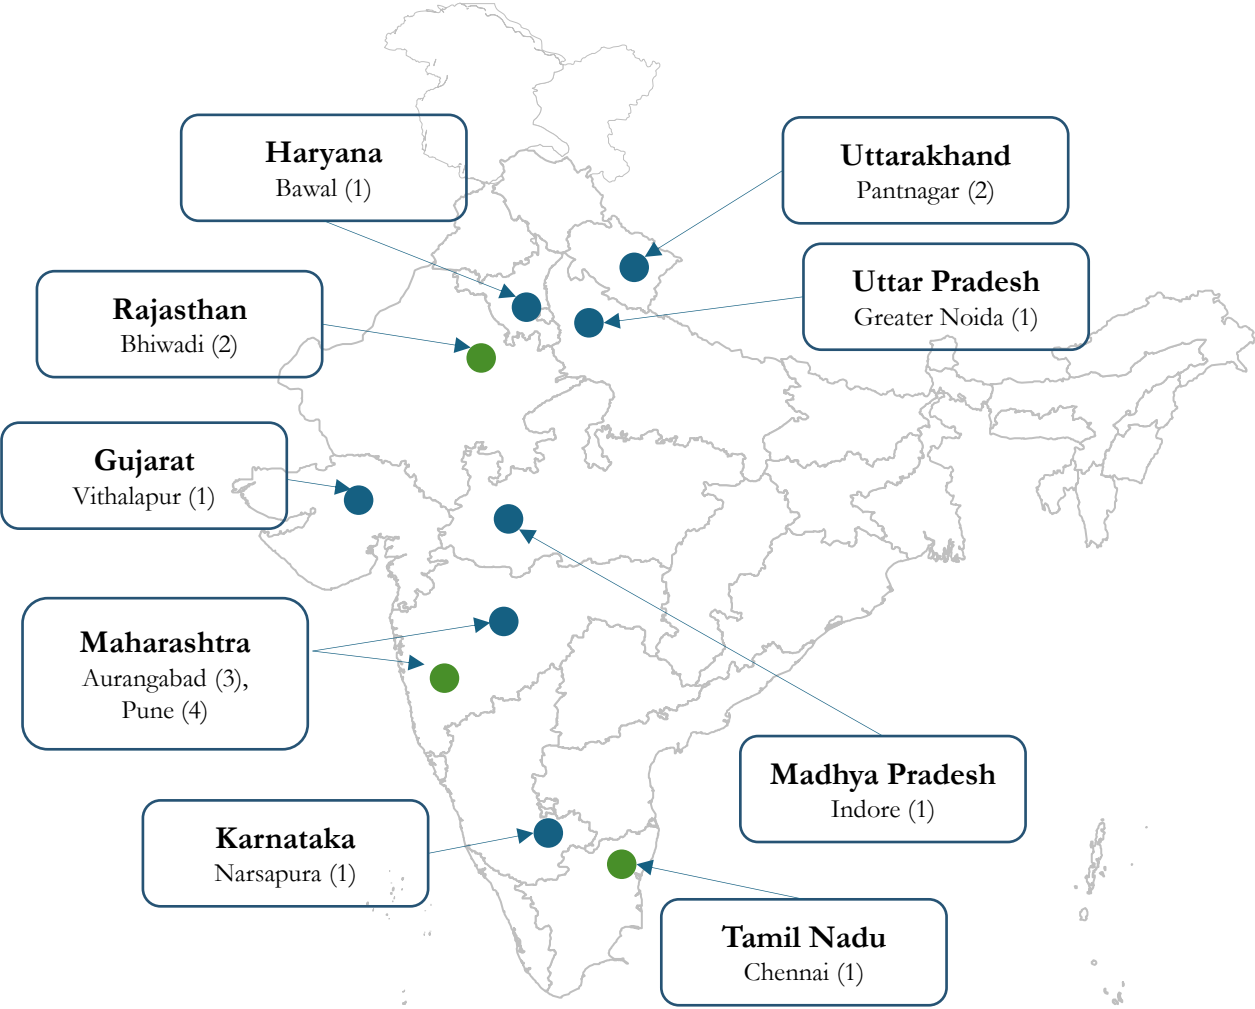 Haryana
Bawal (1)
Uttarakhand
Pantnagar (2)
Rajasthan
Bhiwadi (2)
Uttar Pradesh
Greater Noida (1)
Gujarat
Vithalapur (1)
Maharashtra
Aurangabad (3),
Pune (4)
Madhya Pradesh
Indore (1)
Karnataka
Narsapura (1)
Tamil Nadu
Chennai (1)